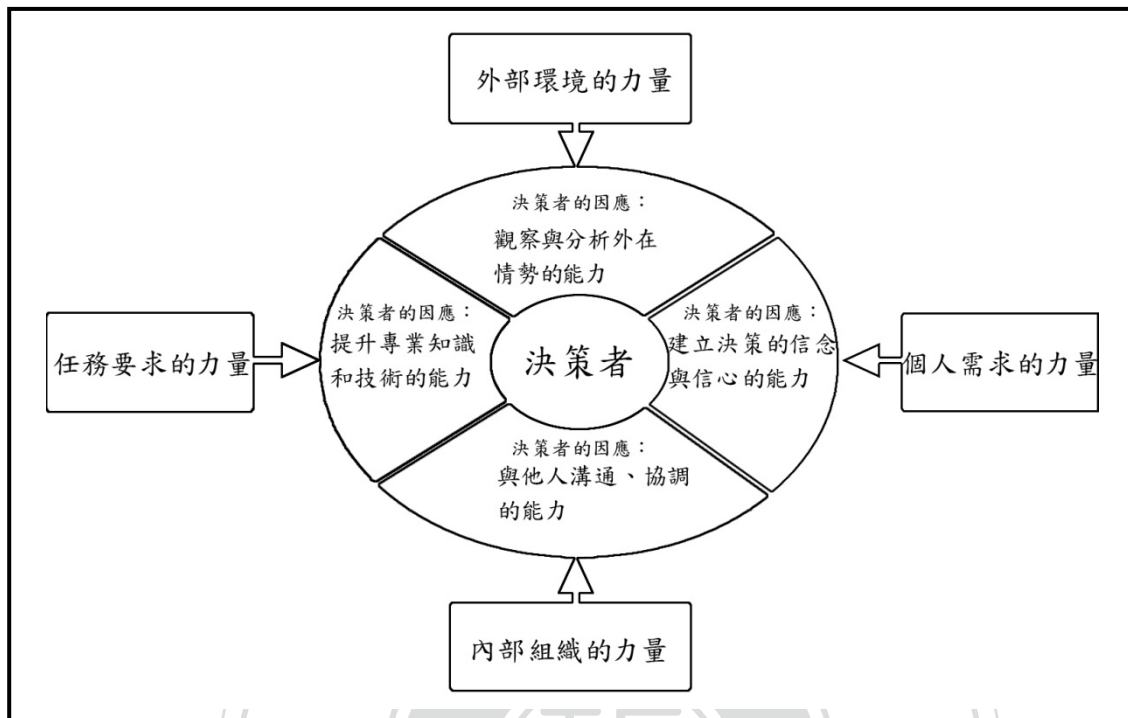 外部環境的力量
決策者的因應：
觀察與分析外在
情勢的能力
任務要求的力量
決策者的因應：
提升專業知識
和技術的能力
決策者
決策者的因應：
建立決策的信念
與信心的能力
個人需求的力量
決策者的因應：
與他人溝通、協調
的能力
內部組織的力量